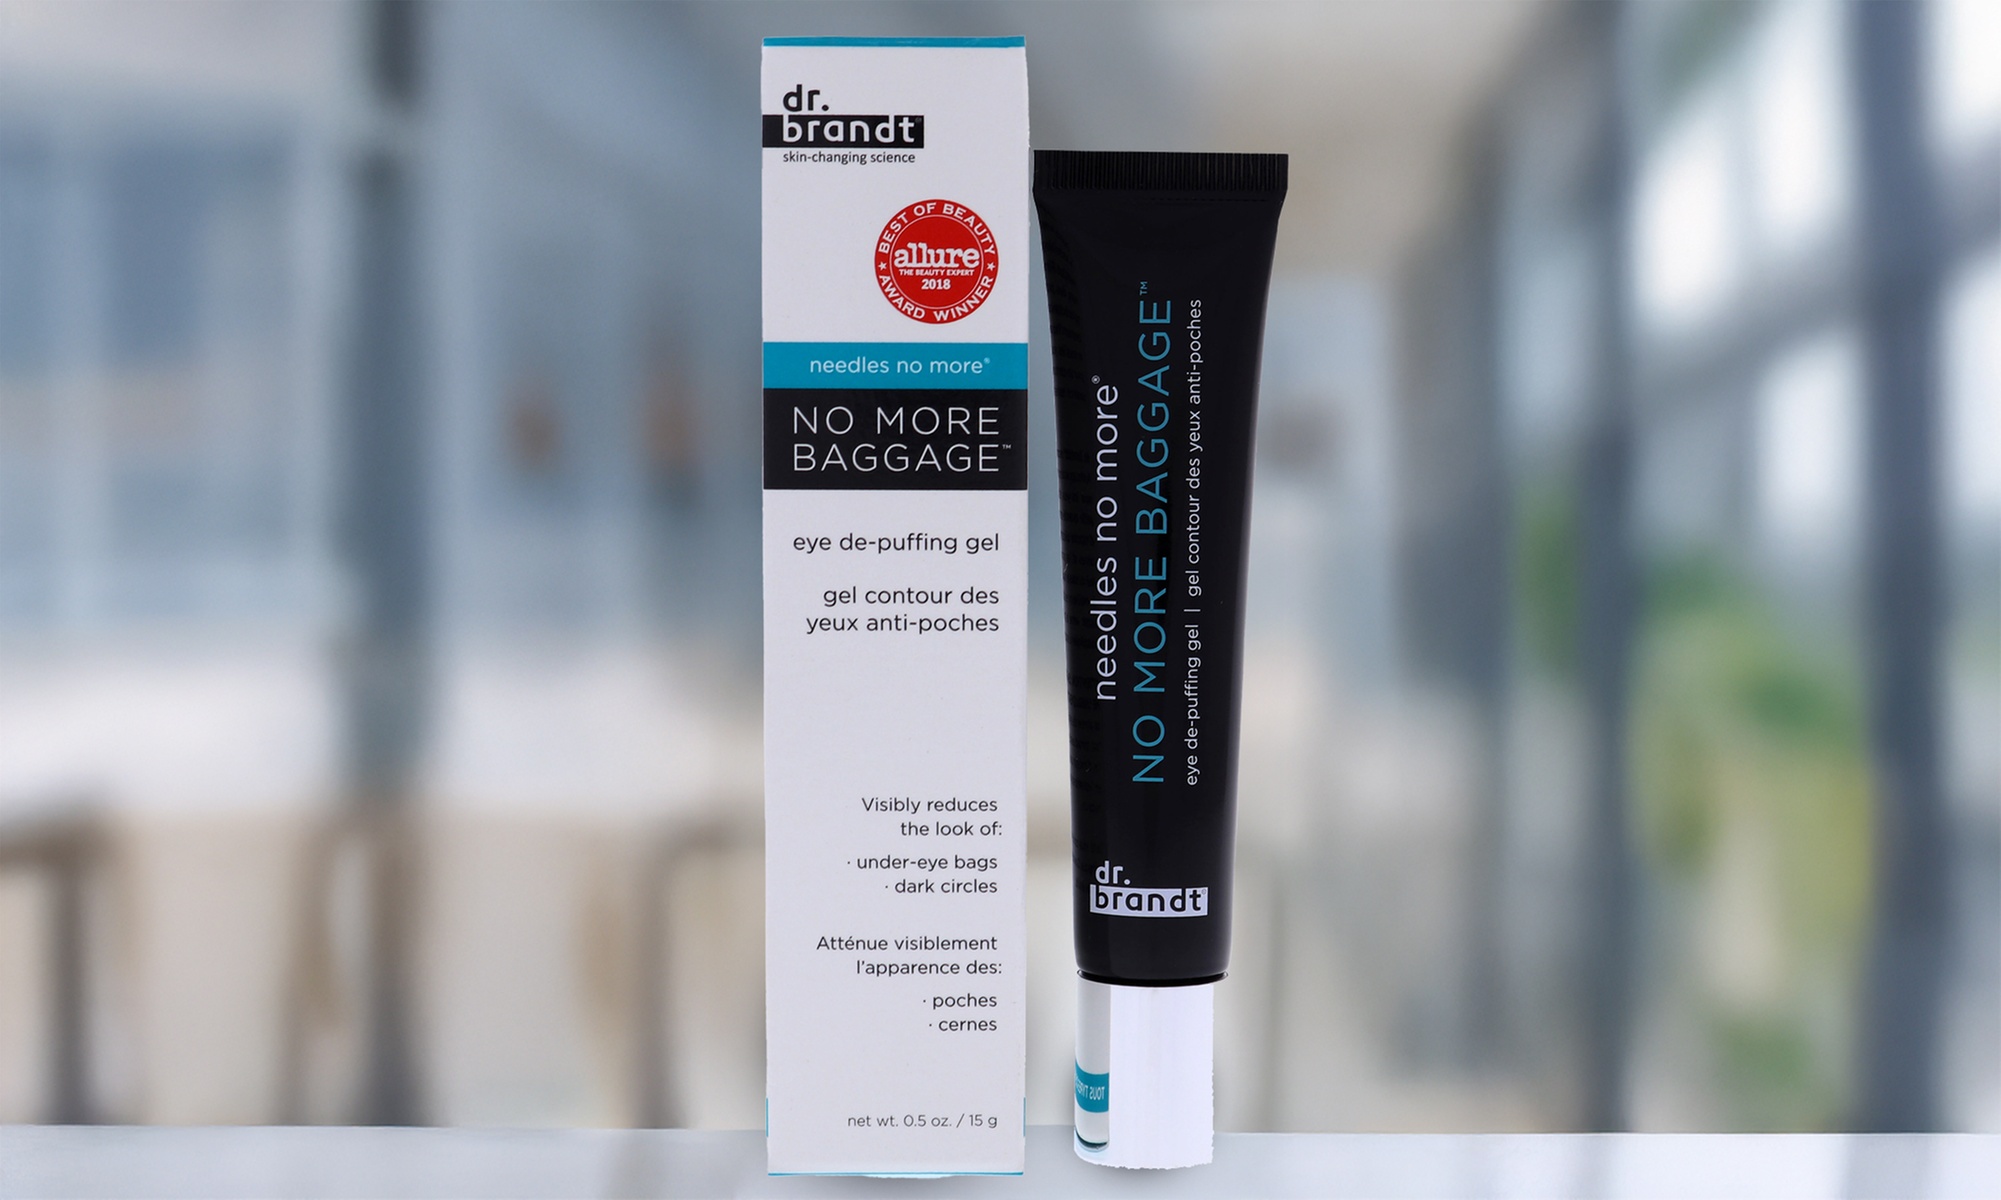 dr.
brandt®
skin-changing science
BEST OF BEAUTY
allure
THE BEAUTY EXPERT
2018
AWARD WINNER
needles no more®
NO MORE
BAGGAGE™
eye de-puffing gel
gel contour des
yeux anti-poches
Visibly reduces
the look of:
· under-eye bags
· dark circles
Atténue visiblement
l'apparence des:
· poches
· cernes
net wt. 0.5 oz. / 15 g
needles no more®
NO MORE BAGGAGE™
eye de-puffing gel | gel contour des yeux anti-poches
dr.
brandt®